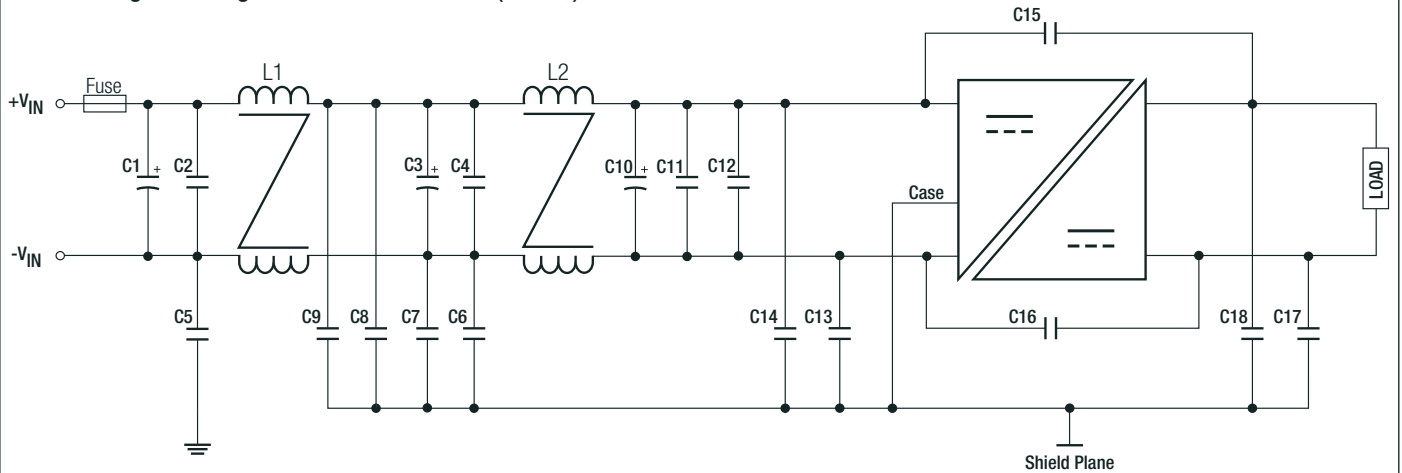 C15
L1
L2
Fuse
+VIN
C1 +
C2
C3 +
C4
C10 +
C11
C12
Case
LOAD
-VIN
C5
C9
C8
C7
C6
C14
C13
C16
C18
C17
Shield Plane